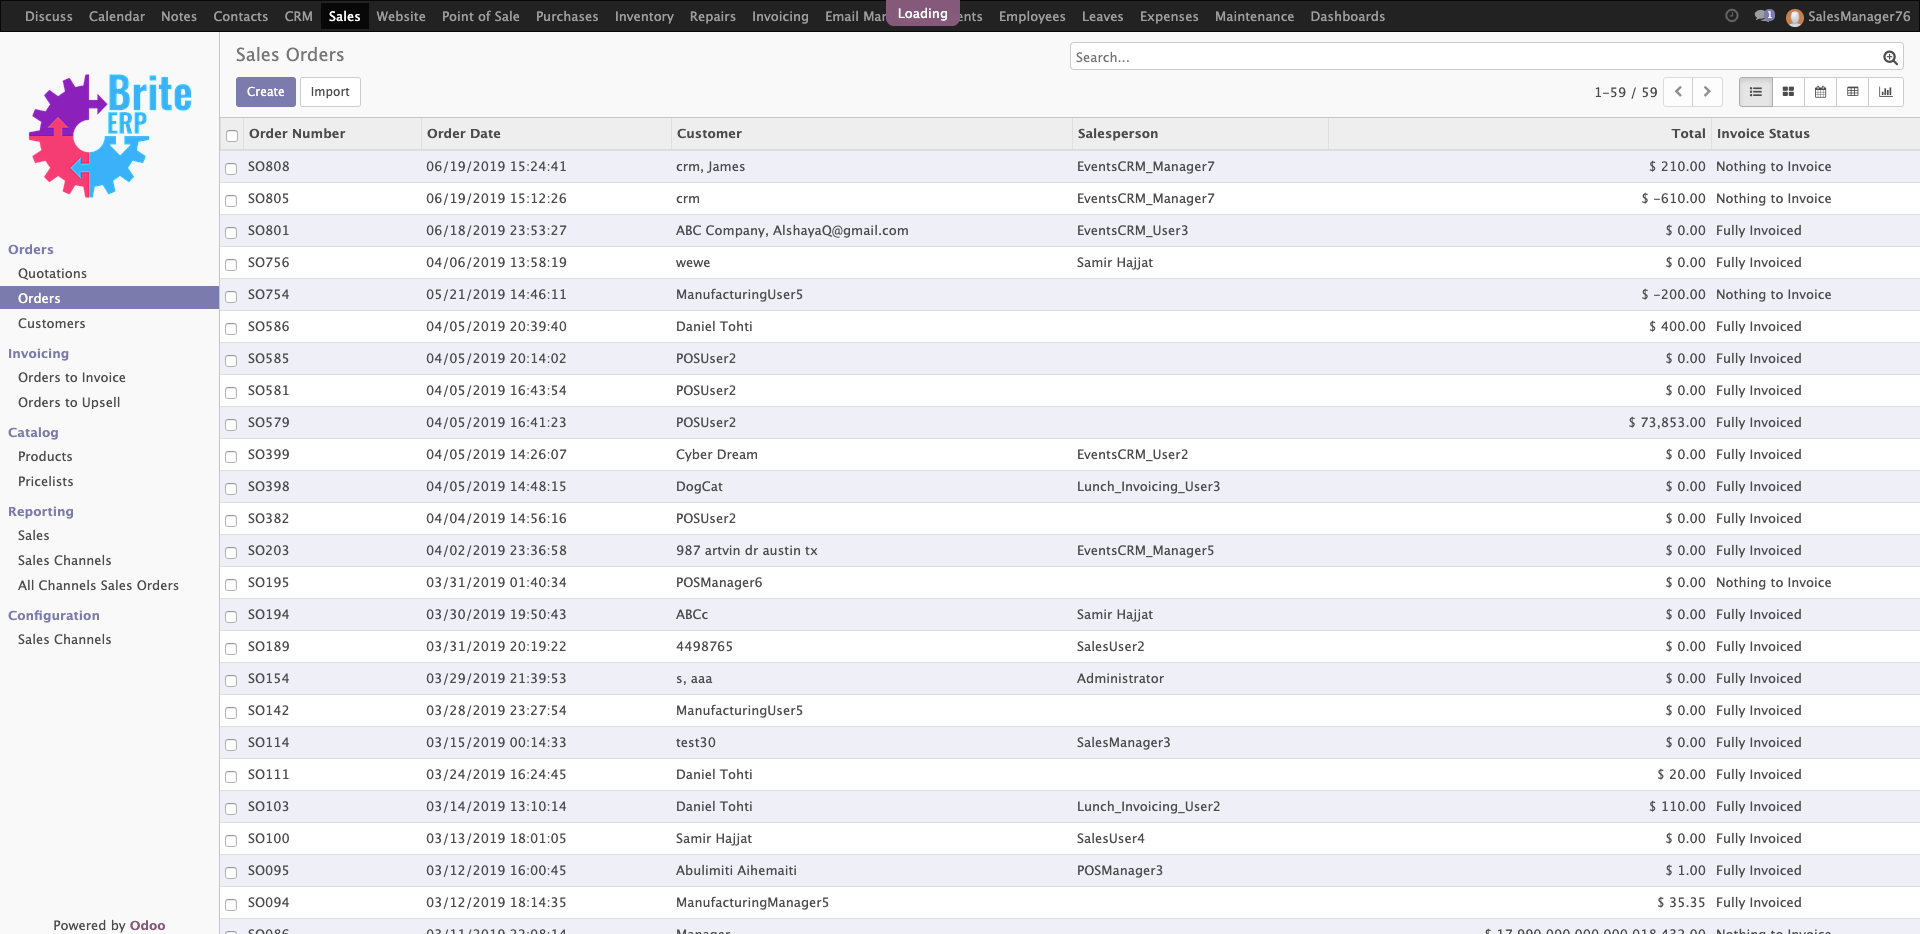 Discuss Calendar Notes Contacts CRM Sales Website Point of Sale Purchases Inventory Repairs Invoicing Email Mar Loading ents Employees Leaves Expenses Maintenance Dashboards 1 SalesManager76
Brite
ERP
Orders
Quotations
Orders
Customers
Invoicing
Orders to Invoice
Orders to Upsell
Catalog
Products
Pricelists
Reporting
Sales
Sales Channels
All Channels Sales Orders
Configuration
Sales Channels
Powered by Odoo
Sales Orders
Search...
Create Import
1-59 / 59
Order Number Order Date Customer Salesperson Total Invoice Status
SO808 06/19/2019 15:24:41 crm, James EventsCRM_Manager7 $ 210.00 Nothing to Invoice
SO805 06/19/2019 15:12:26 crm EventsCRM_Manager7 $ -610.00 Nothing to Invoice
SO801 06/18/2019 23:53:27 ABC Company, AlshayaQ@gmail.com EventsCRM_User3 $ 0.00 Fully Invoiced
SO756 04/06/2019 13:58:19 wewe Samir Hajjat $ 0.00 Fully Invoiced
SO754 05/21/2019 14:46:11 ManufacturingUser5 $ -200.00 Nothing to Invoice
SO586 04/05/2019 20:39:40 Daniel Tohti $ 400.00 Fully Invoiced
SO585 04/05/2019 20:14:02 POSUser2 $ 0.00 Fully Invoiced
SO581 04/05/2019 16:43:54 POSUser2 $ 0.00 Fully Invoiced
SO579 04/05/2019 16:41:23 POSUser2 $ 73,853.00 Fully Invoiced
SO399 04/05/2019 14:26:07 Cyber Dream EventsCRM_User2 $ 0.00 Fully Invoiced
SO398 04/05/2019 14:48:15 DogCat Lunch_Invoicing_User3 $ 0.00 Fully Invoiced
SO382 04/04/2019 14:56:16 POSUser2 $ 0.00 Fully Invoiced
SO203 04/02/2019 23:36:58 987 artvin dr austin tx EventsCRM_Manager5 $ 0.00 Fully Invoiced
SO195 03/31/2019 01:40:34 POSManager6 $ 0.00 Nothing to Invoice
SO194 03/30/2019 19:50:43 ABCc Samir Hajjat $ 0.00 Fully Invoiced
SO189 03/31/2019 20:19:22 4498765 SalesUser2 $ 0.00 Fully Invoiced
SO154 03/29/2019 21:39:53 s, aaa Administrator $ 0.00 Fully Invoiced
SO142 03/28/2019 23:27:54 ManufacturingUser5 $ 0.00 Fully Invoiced
SO114 03/15/2019 00:14:33 test30 SalesManager3 $ 0.00 Fully Invoiced
SO111 03/24/2019 16:24:45 Daniel Tohti $ 20.00 Fully Invoiced
SO103 03/14/2019 13:10:14 Daniel Tohti Lunch_Invoicing_User2 $ 110.00 Fully Invoiced
SO100 03/13/2019 18:01:05 Samir Hajjat SalesUser4 $ 0.00 Fully Invoiced
SO095 03/12/2019 16:00:45 Abulimiti Aihemaiti POSManager3 $ 1.00 Fully Invoiced
SO094 03/12/2019 18:14:35 ManufacturingManager5 $ 35.35 Fully Invoiced